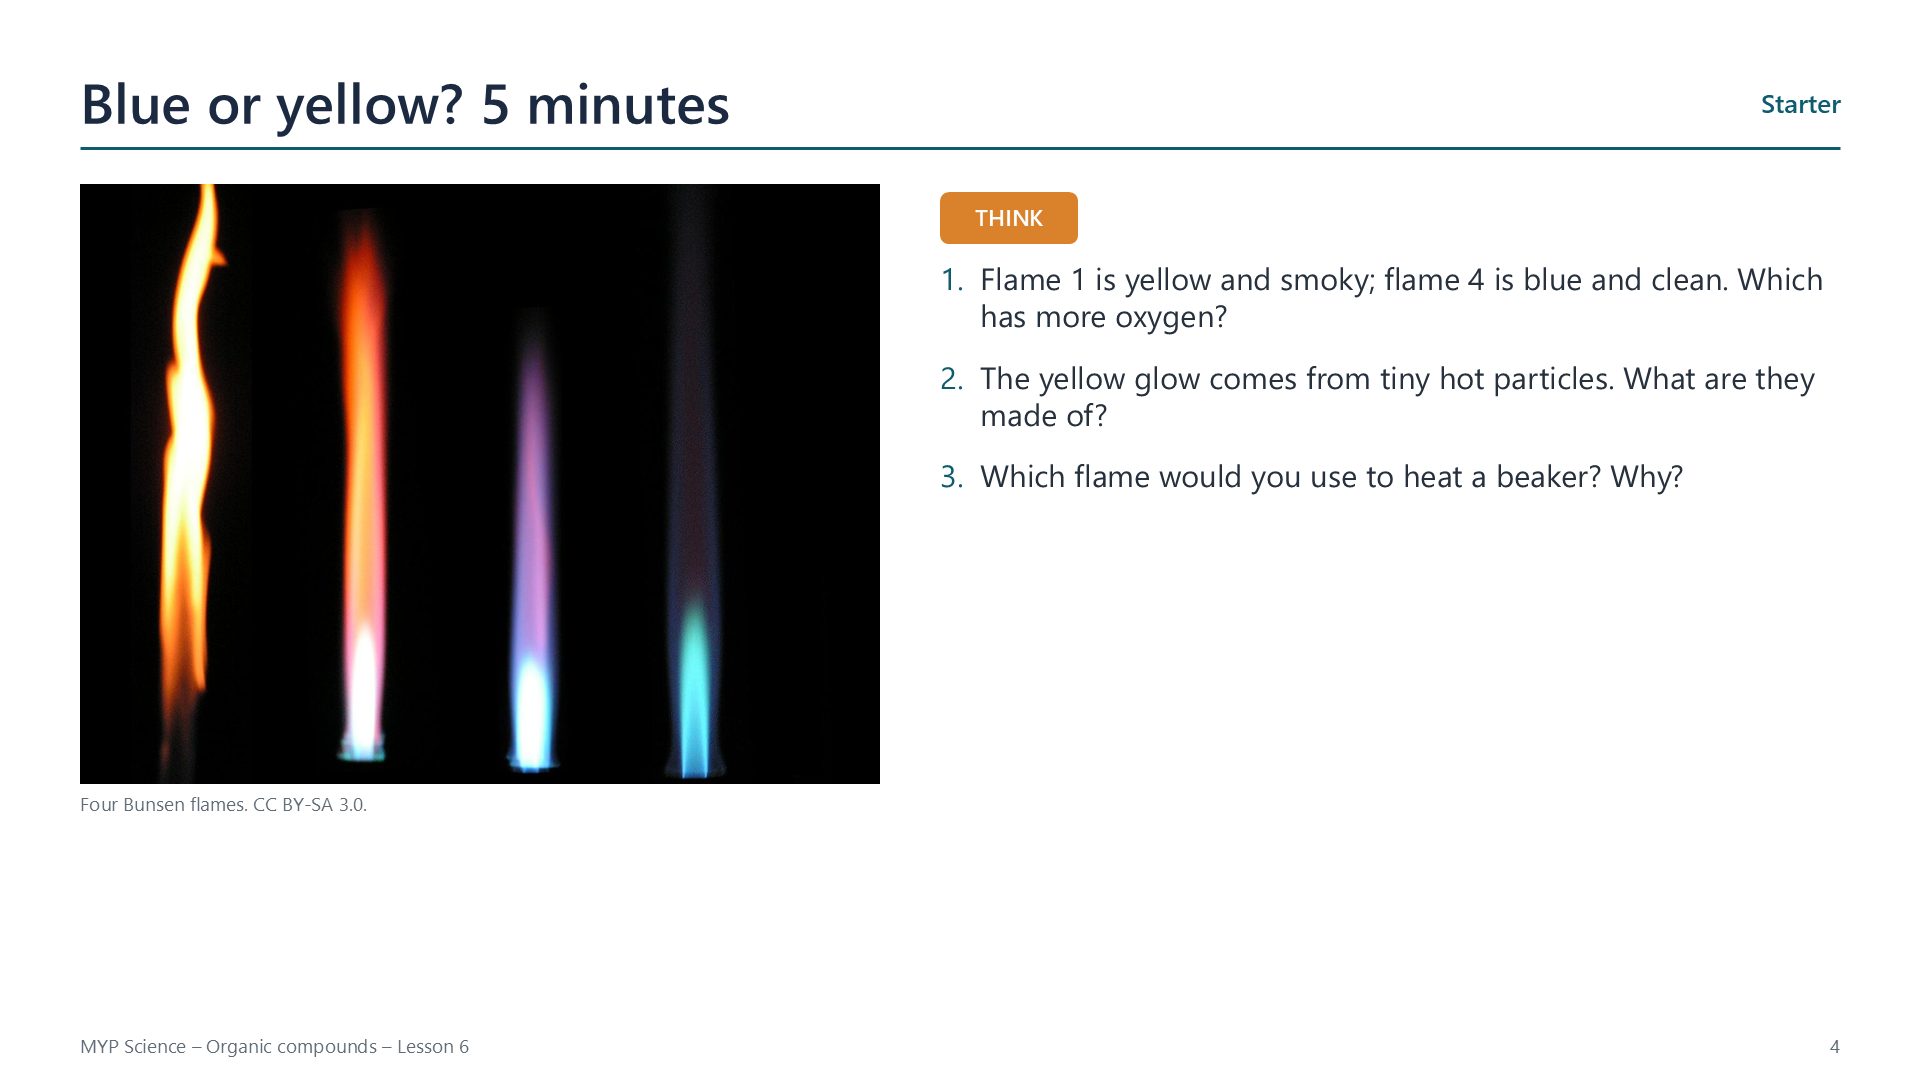 Blue or yellow? 5 minutes
Starter
THINK
1. Flame 1 is yellow and smoky; flame 4 is blue and clean. Which
has more oxygen?
2. The yellow glow comes from tiny hot particles. What are they
made of?
3. Which flame would you use to heat a beaker? Why?
Four Bunsen flames. CC BY-SA 3.0.
MYP Science – Organic compounds – Lesson 6
4